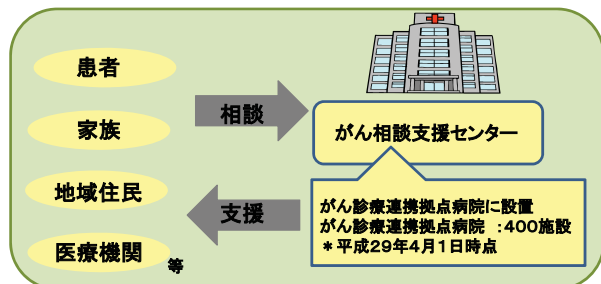 患者
家族
地域住民
医療機関
等
相談
支援
がん相談支援センター
がん診療連携拠点病院に設置
がん診療連携拠点病院 :400施設
*平成29年4月1日時点